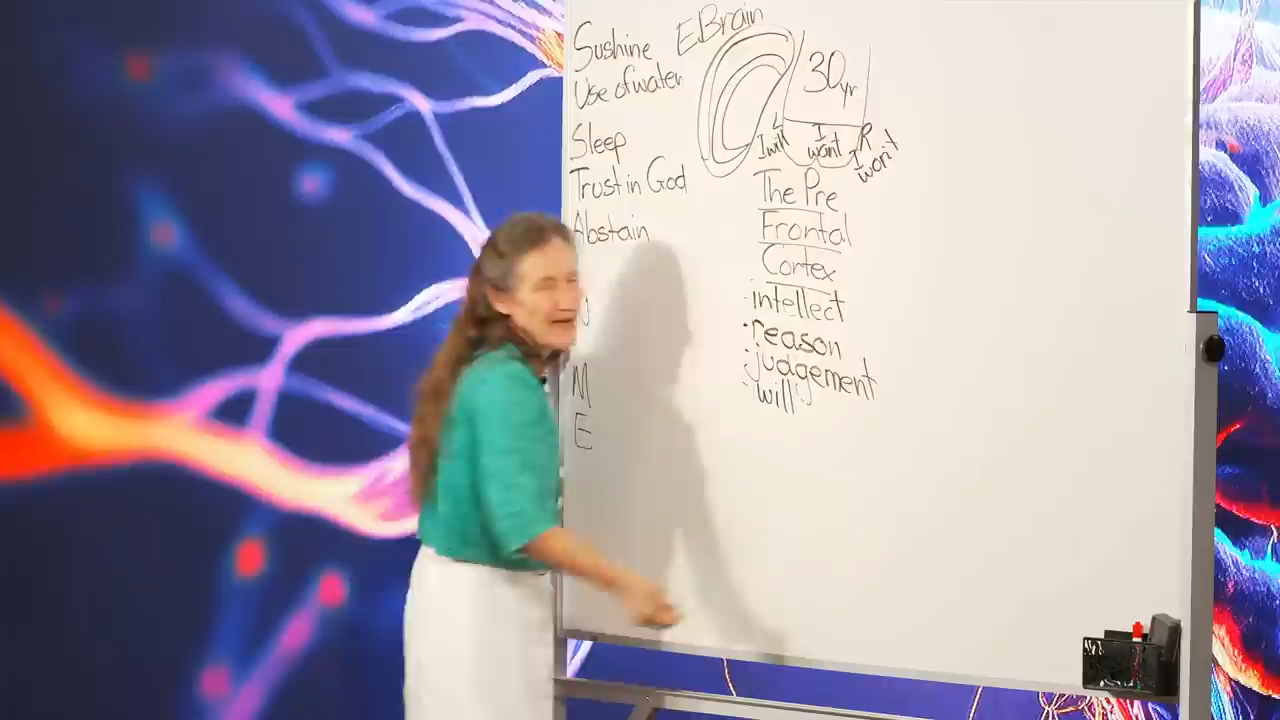 Sushine
Use of water
Sleep
Trust in God
Abstain
M
E
EBrain
30yr
L
R
I will
I want
I won't
The Pre
Frontal
Cortex
·intellect
·reason
·judgement
·will